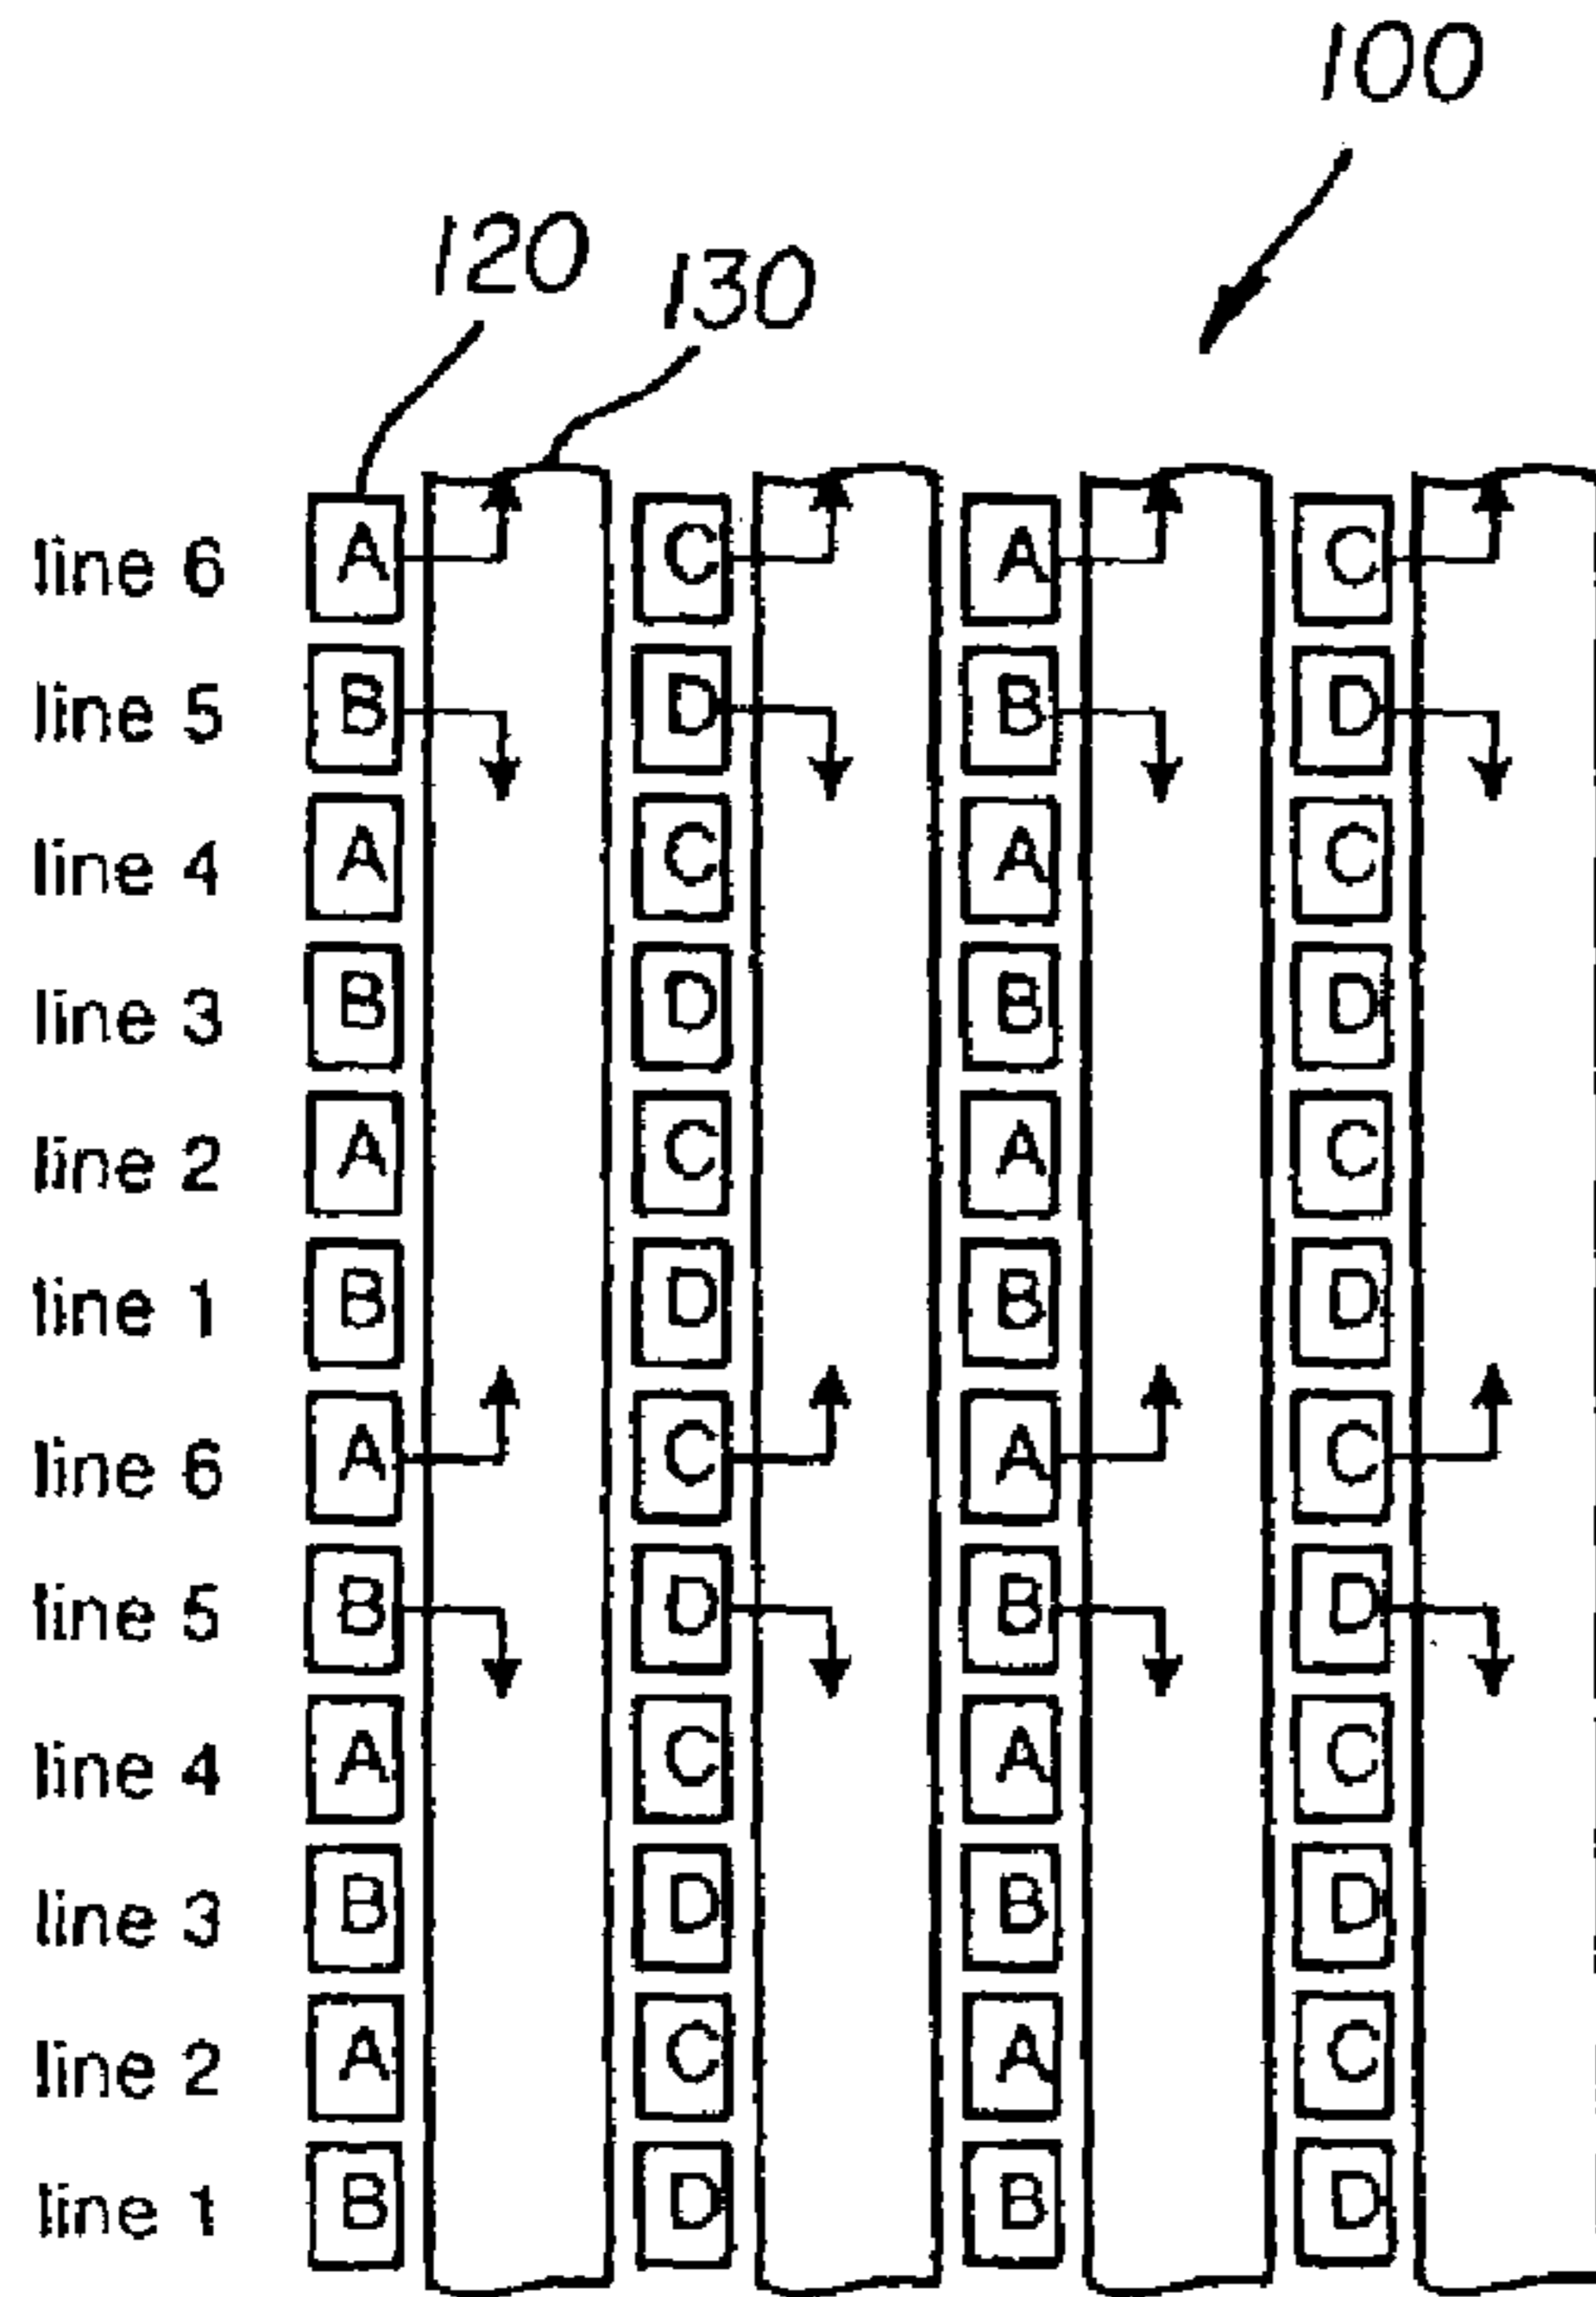 100
120
130
line 6 A C A C
line 5 B D B D
line 4 A C A C
line 3 B D B D
line 2 A C A C
line 1 B D B D
line 6 A C A C
line 5 B D B D
line 4 A C A C
line 3 B D B D
line 2 A C A C
line 1 B D B D